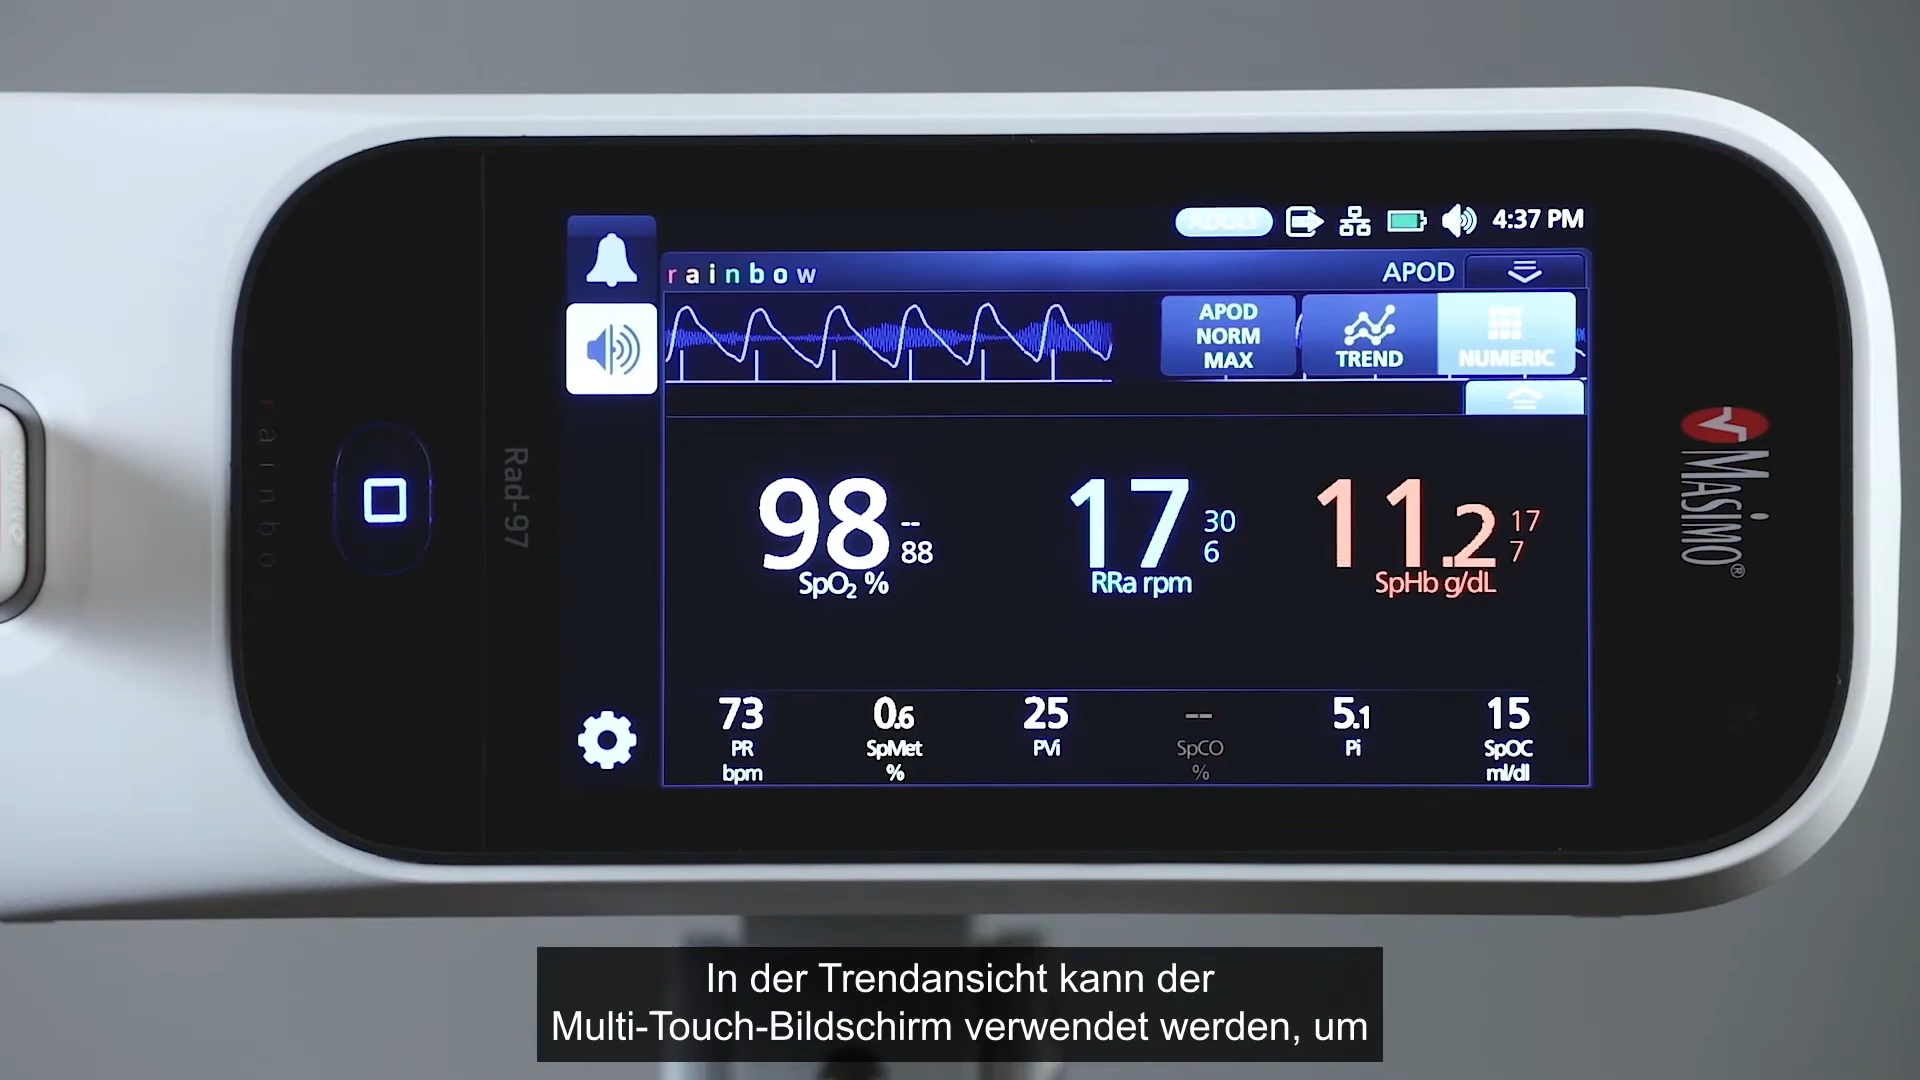 4:37 PM
rainbow
APOD
APOD
NORM
MAX
TREND
NUMERIC
98
--
88
SpO₂ %
17
30
6
RRa rpm
11.2
17
7
SpHb g/dL
73
PR
bpm
0.6
SpMet
%
25
PVi
--
SpCO
%
5.1
Pi
15
SpOC
ml/dl
rainbo
Rad-97
MASIMO®
In der Trendansicht kann der
Multi-Touch-Bildschirm verwendet werden, um